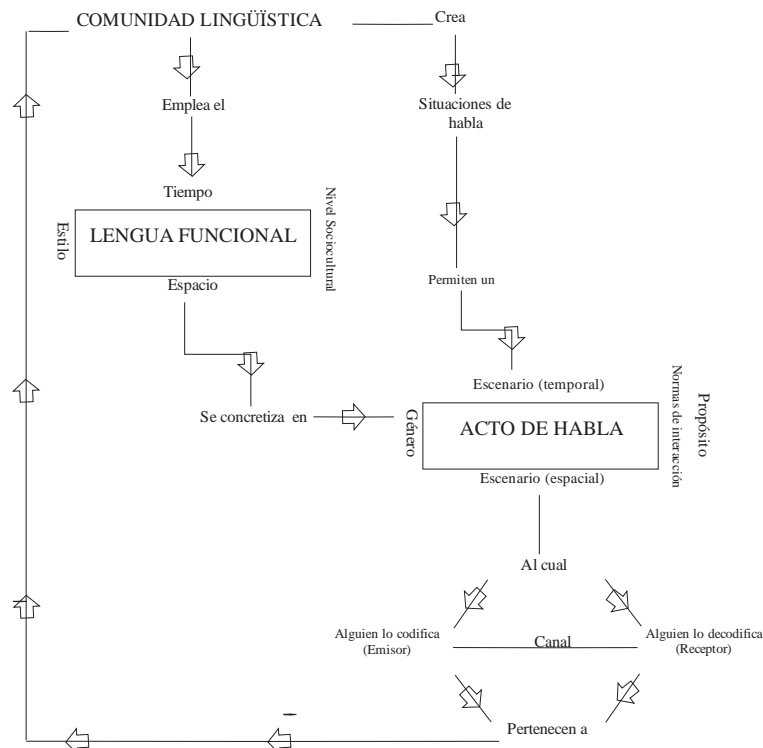 COMUNIDAD LINGÜÏSTICA
Crea
Emplea el
Situaciones de
habla
Tiempo
Estilo
LENGUA FUNCIONAL
Nivel Sociocultural
Espacio
Permiten un
Se concretiza en
Escenario (temporal)
Género
ACTO DE HABLA
Normas de interacción
Propósito
Escenario (espacial)
Al cual
Alguien lo codifica
(Emisor)
Canal
Alguien lo decodifica
(Receptor)
Pertenecen a